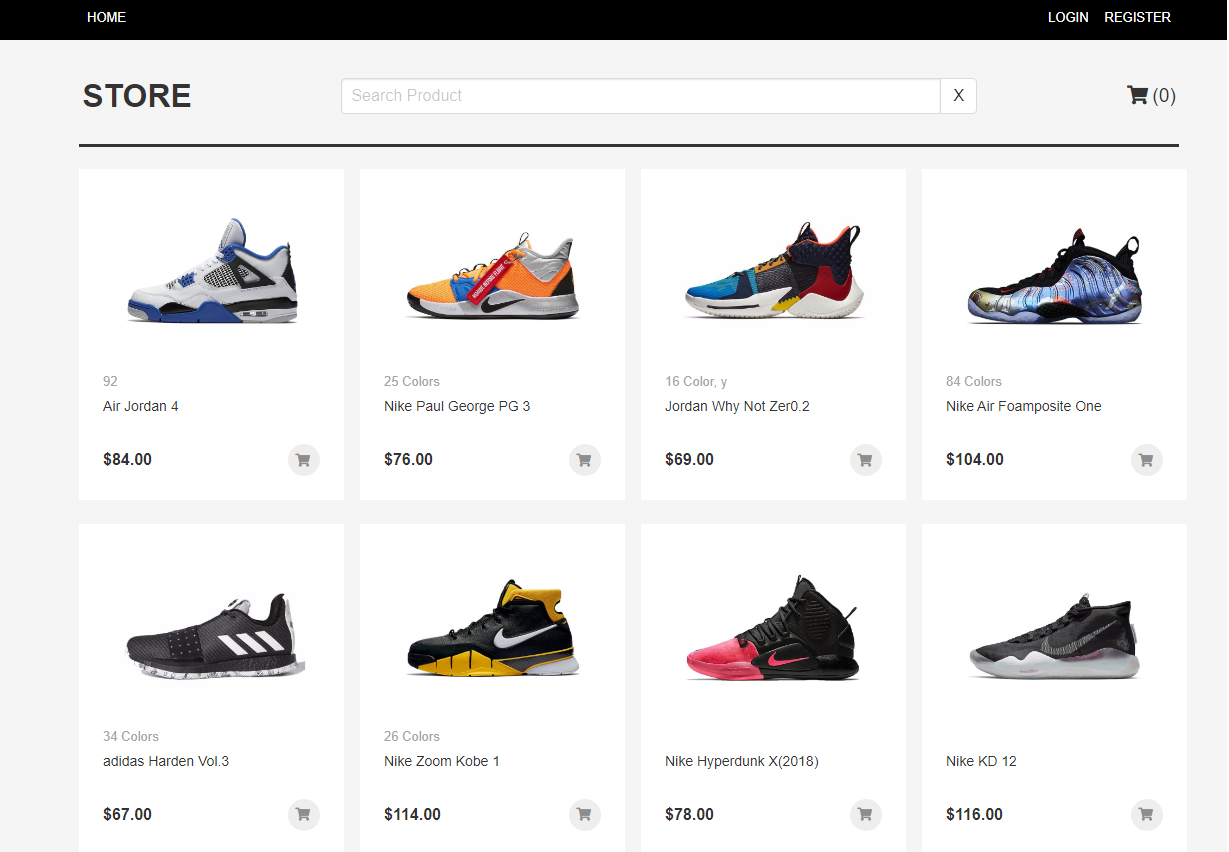 HOME
LOGIN
REGISTER
STORE
Search Product
X
(0)
92
25 Colors
16 Color, y
84 Colors
Air Jordan 4
Nike Paul George PG 3
Jordan Why Not Zer0.2
Nike Air Foamposite One
$84.00
$76.00
$69.00
$104.00
34 Colors
26 Colors
adidas Harden Vol.3
Nike Zoom Kobe 1
Nike Hyperdunk X(2018)
Nike KD 12
$67.00
$114.00
$78.00
$116.00